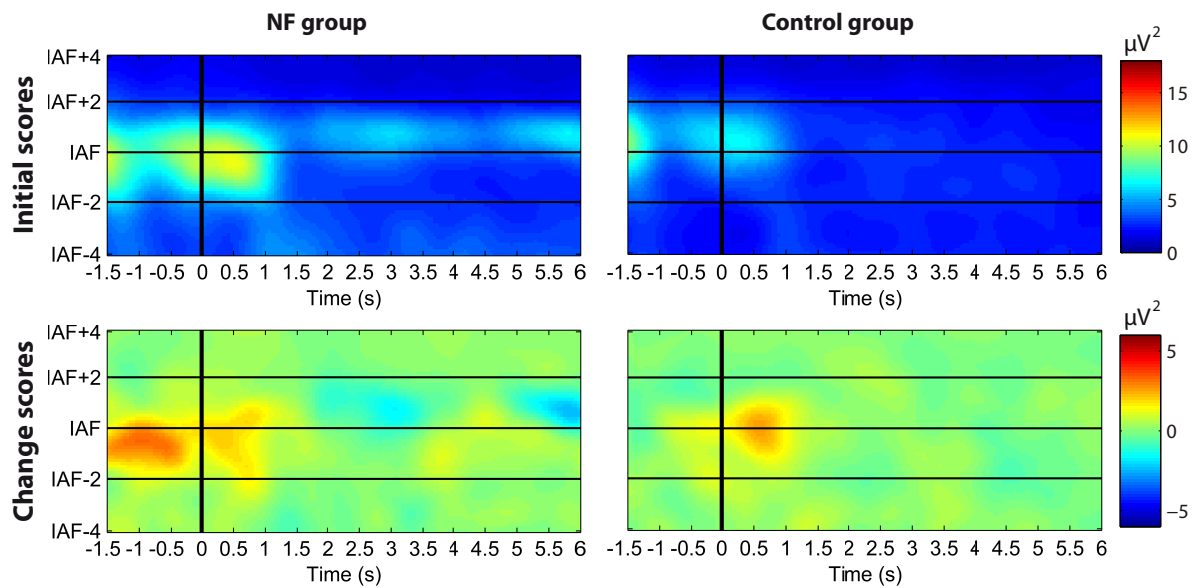 NF group
Control group
Initial scores
IAF+4
IAF+2
IAF
IAF-2
IAF-4
-1.5 -1 -0.5 0 0.5 1 1.5 2 2.5 3 3.5 4 4.5 5 5.5 6
Time (s)
-1.5 -1 -0.5 0 0.5 1 1.5 2 2.5 3 3.5 4 4.5 5 5.5 6
Time (s)
μV²
15
10
5
0
Change scores
IAF+4
IAF+2
IAF
IAF-2
IAF-4
-1.5 -1 -0.5 0 0.5 1 1.5 2 2.5 3 3.5 4 4.5 5 5.5 6
Time (s)
-1.5 -1 -0.5 0 0.5 1 1.5 2 2.5 3 3.5 4 4.5 5 5.5 6
Time (s)
μV²
5
0
−5